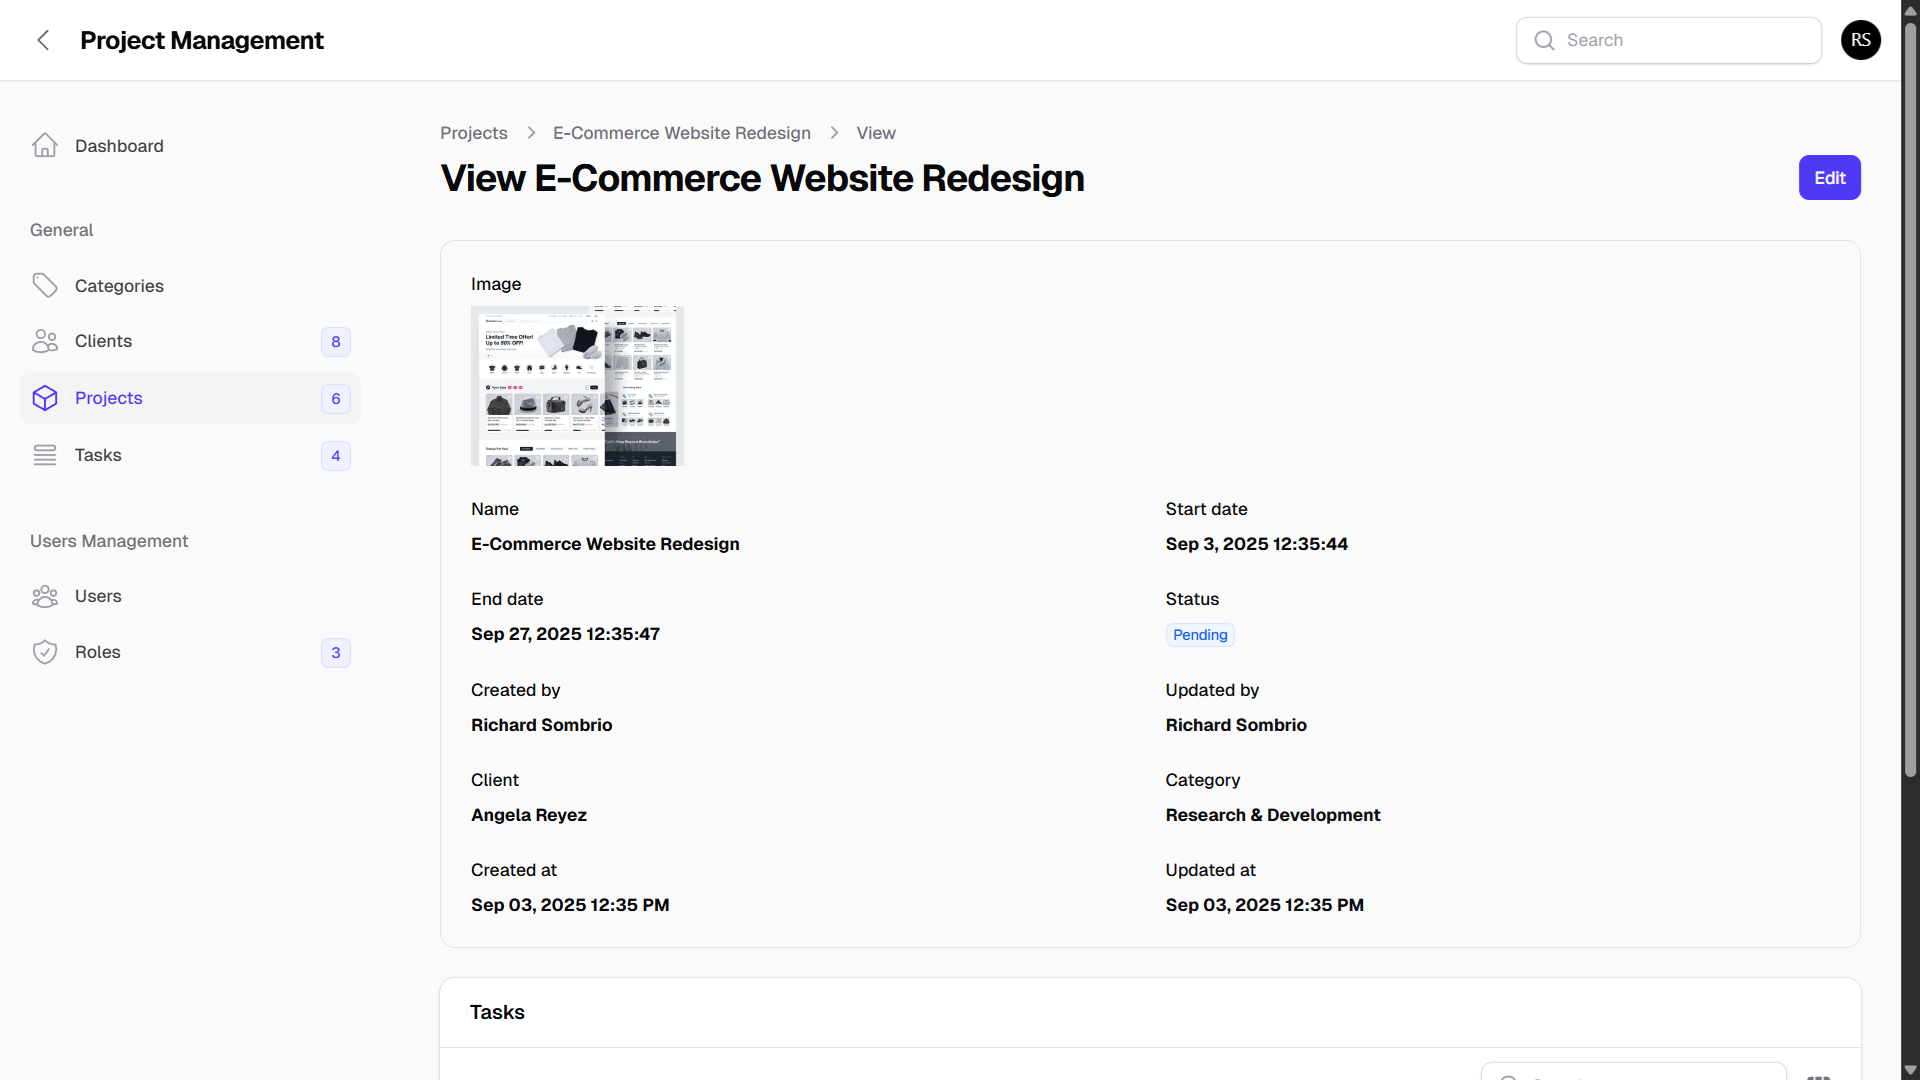 Project Management
Search
RS
Dashboard
General
Categories
Clients 8
Projects 6
Tasks 4
Users Management
Users
Roles 3
Projects > E-Commerce Website Redesign > View
View E-Commerce Website Redesign
Edit
Image
Limited Time Offer!
Up to 50% OFF!
Name
E-Commerce Website Redesign
Start date
Sep 3, 2025 12:35:44
End date
Sep 27, 2025 12:35:47
Status
Pending
Created by
Richard Sombrio
Updated by
Richard Sombrio
Client
Angela Reyez
Category
Research & Development
Created at
Sep 03, 2025 12:35 PM
Updated at
Sep 03, 2025 12:35 PM
Tasks